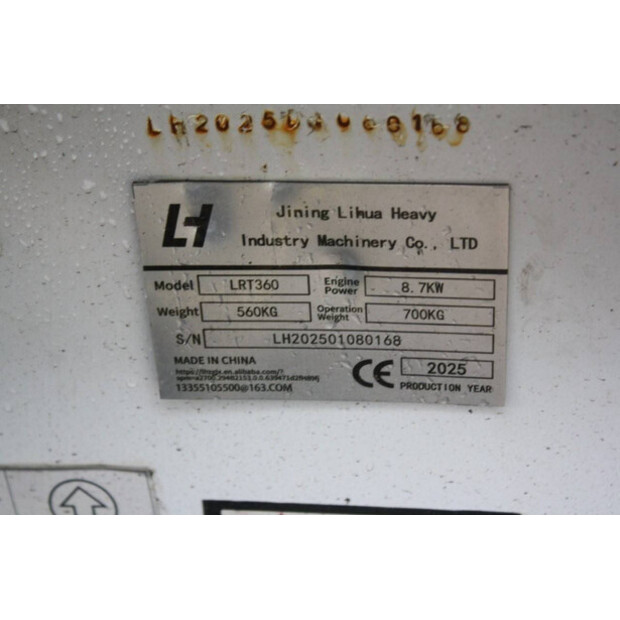 LH
Jining Lihua Heavy
Industry Machinery Co., LTD
Model LRT360 Engine Power 8.7KW
Weight 560KG Operation Weight 700KG
S/N LH202501080168
MADE IN CHINA
CE 2025
PRODUCTION YEAR
13355105500@163.COM